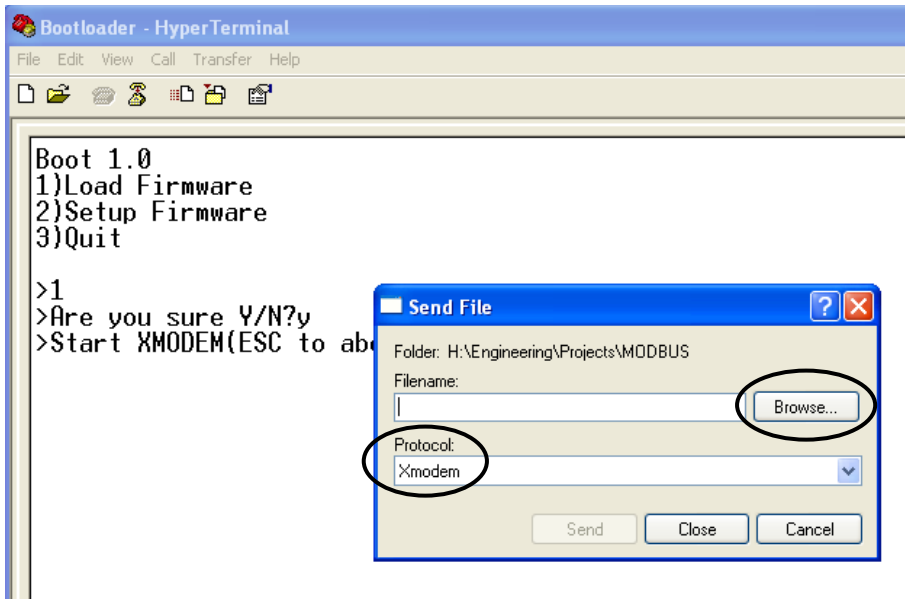 Bootloader - HyperTerminal
File Edit View Call Transfer Help
Boot 1.0
1)Load Firmware
2)Setup Firmware
3)Quit
>1
>Are you sure Y/N?y
>Start XMODEM(ESC to
Send File
Folder: H:\Engineering\Projects\MODBUS
Filename:
Browse...
Protocol:
Xmodem
Send Close Cancel